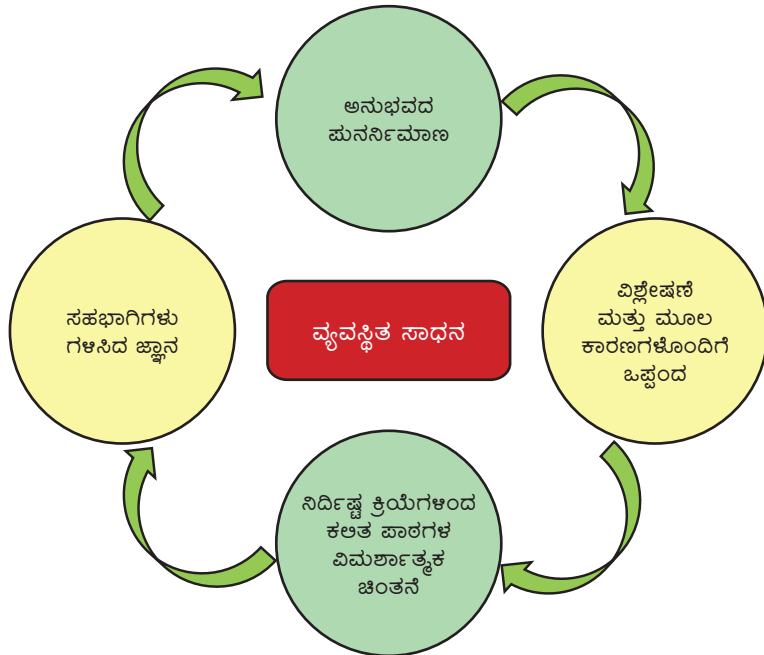 ಅನುಭವದ
ಪುನರ್ನಿಮಾಣ
ವಿಶ್ಲೇಷಣೆ
ಮತ್ತು ಮೂಲ
ಕಾರಣಗಳೊಂದಿಗೆ
ಒಪ್ಪಂದ
ನಿರ್ದಿಷ್ಟ ಕ್ರಿಯೆಗಳಿಂದ
ಕಲಿತ ಪಾಠಗಳ
ವಿಮರ್ಶಾತ್ಮಕ
ಚಿಂತನೆ
ಸಹಭಾಗಿಗಳು
ಗಳಿಸಿದ ಜ್ಞಾನ
ವ್ಯವಸ್ಥಿತ ಸಾಧನ